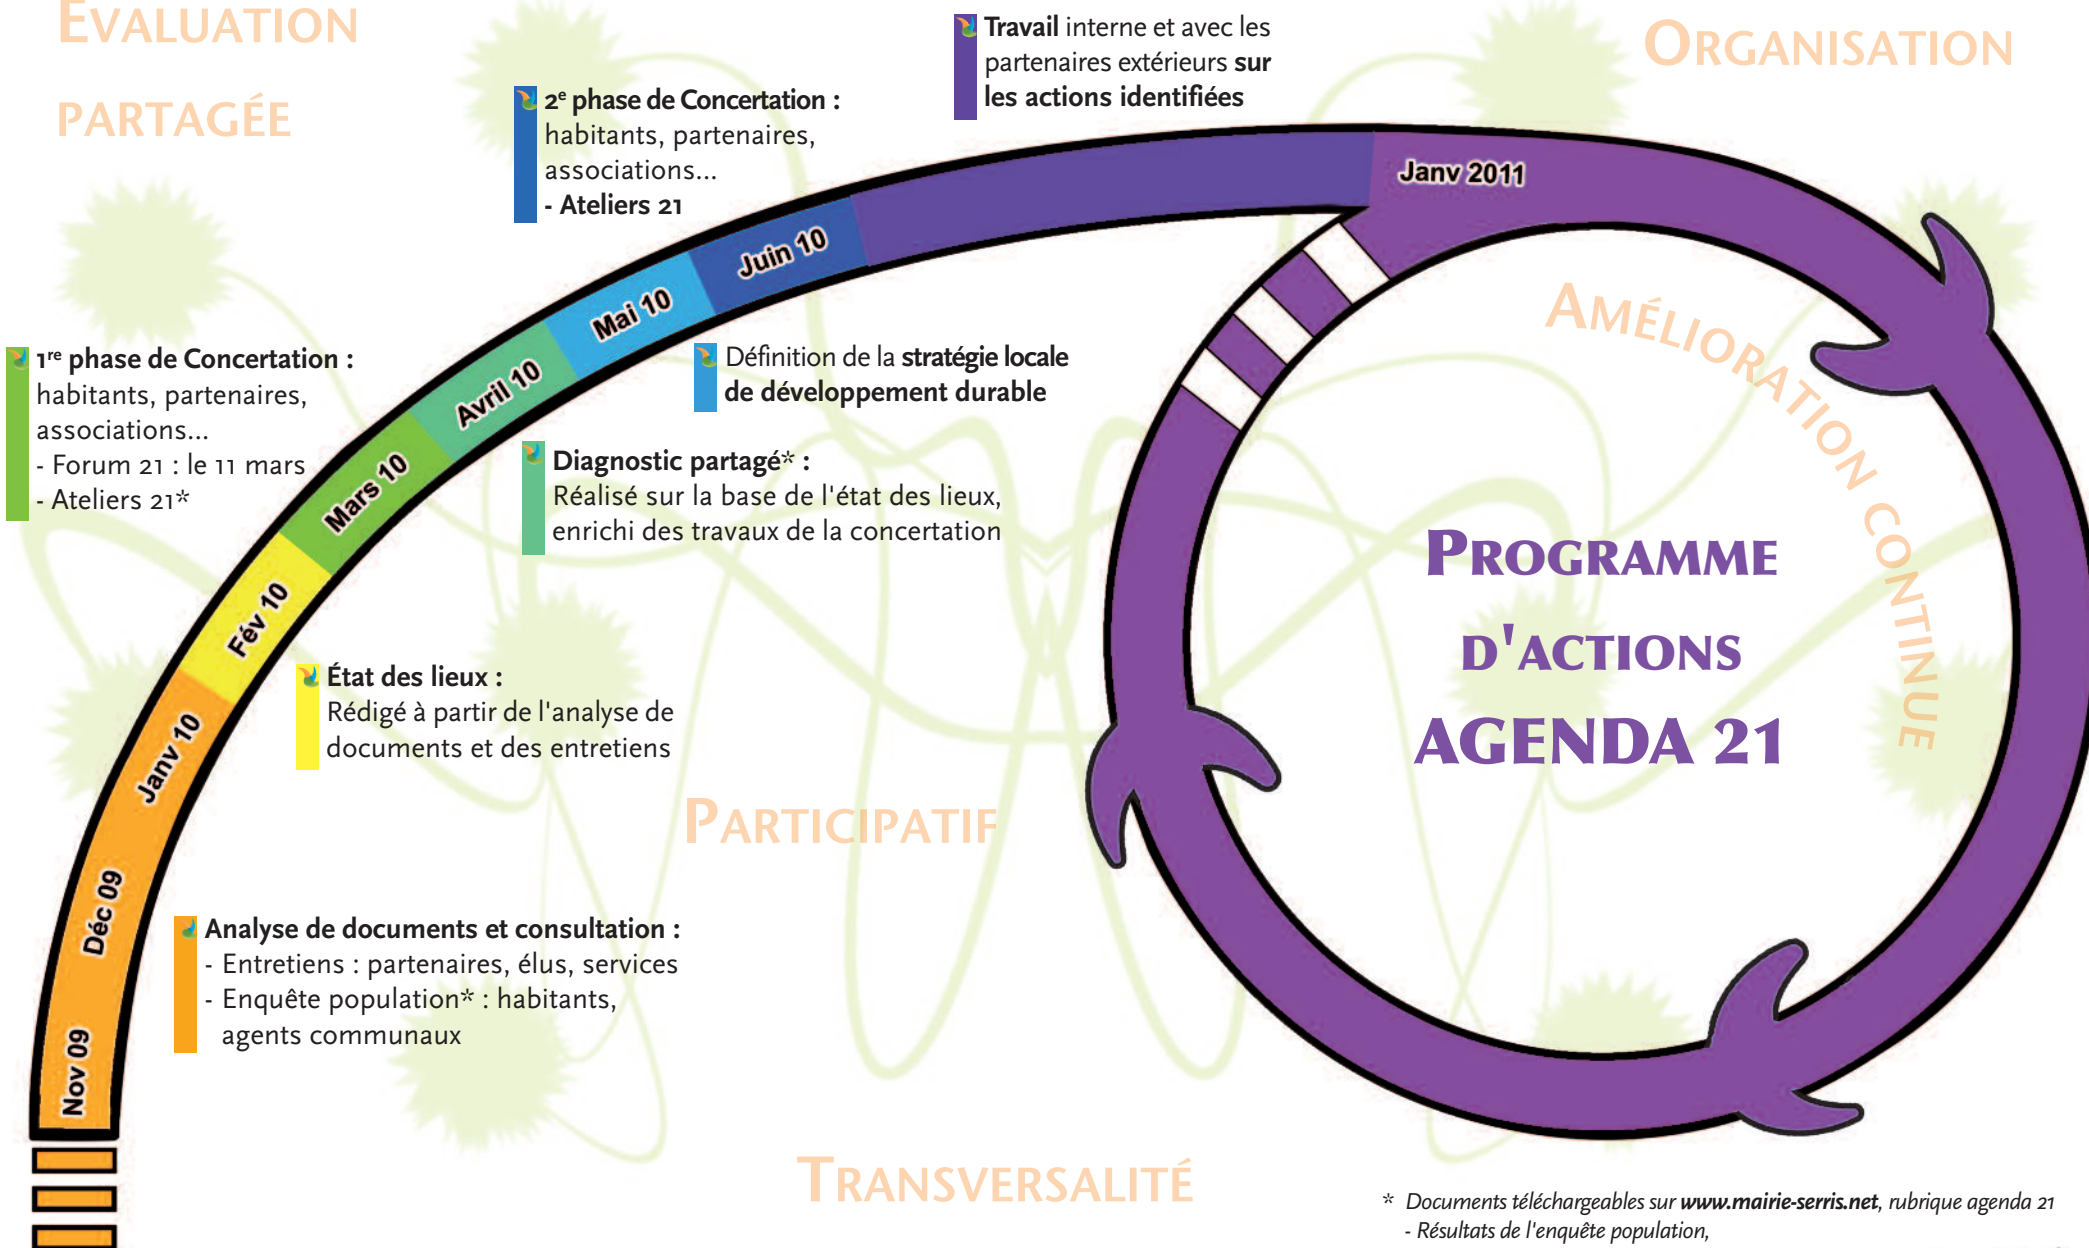 EVALUATION
PARTAGÉE
ORGANISATION
Travail interne et avec les
partenaires extérieurs sur
les actions identifiées
2e phase de Concertation :
habitants, partenaires,
associations...
- Ateliers 21
Janv 2011
Juin 10
Mai 10
Avril 10
Mars 10
Fév 10
Janv 10
Déc 09
Nov 09
1re phase de Concertation :
habitants, partenaires,
associations...
- Forum 21 : le 11 mars
- Ateliers 21*
Définition de la stratégie locale
de développement durable
Diagnostic partagé* :
Réalisé sur la base de l'état des lieux,
enrichi des travaux de la concertation
État des lieux :
Rédigé à partir de l'analyse de
documents et des entretiens
Analyse de documents et consultation :
- Entretiens : partenaires, élus, services
- Enquête population* : habitants,
agents communaux
AMÉLIORATION CONTINUE
PROGRAMME
D'ACTIONS
AGENDA 21
PARTICIPATIF
TRANSVERSALITÉ
* Documents téléchargeables sur www.mairie-serris.net, rubrique agenda 21
- Résultats de l'enquête population,